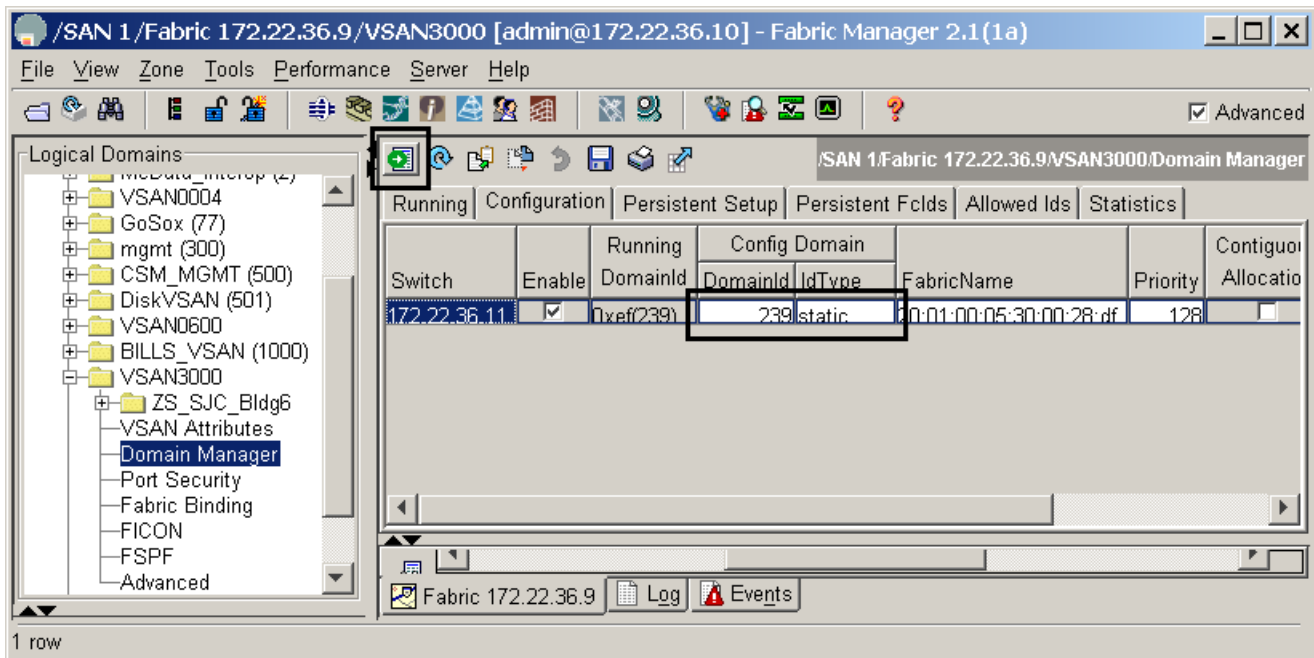 /SAN 1/Fabric 172.22.36.9/VSAN3000 [admin@172.22.36.10] - Fabric Manager 2.1(1a)
File View Zone Tools Performance Server Help
Advanced
Logical Domains
McData_Interop (2)
VSAN0004
GoSox (77)
mgmt (300)
CSM_MGMT (500)
DiskVSAN (501)
VSAN0600
BILLS_VSAN (1000)
VSAN3000
ZS_SJC_Bldg6
VSAN Attributes
Domain Manager
Port Security
Fabric Binding
FICON
FSPF
Advanced
/SAN 1/Fabric 172.22.36.9/VSAN3000/Domain Manager
Running Configuration Persistent Setup Persistent FcIds Allowed Ids Statistics
Running Config Domain Contiguou
Switch Enable DomainId DomainId IdType FabricName Priority Allocatio
172.22.36.11 0xef(239) 239 static 20:01:00:05:30:00:28:df 128
Fabric 172.22.36.9 Log Events
1 row